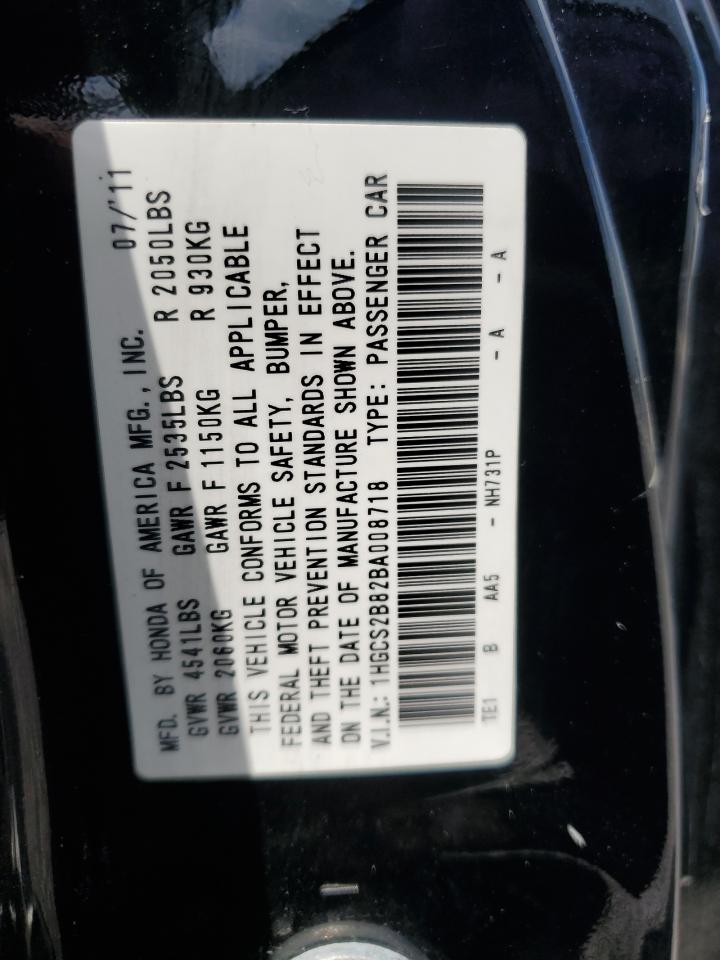 MFD. BY HONDA OF AMERICA MFG., INC. 07/'11
GVWR 4541LBS GAWR F 2535LBS R 2050LBS
GVWR 2060KG GAWR F 1150KG R 930KG
THIS VEHICLE CONFORMS TO ALL APPLICABLE
FEDERAL MOTOR VEHICLE SAFETY, BUMPER,
AND THEFT PREVENTION STANDARDS IN EFFECT
ON THE DATE OF MANUFACTURE SHOWN ABOVE.
V.I.N.: 1HGCS2B82BA008718 TYPE: PASSENGER CAR
TE1 B AA5 - NH731P - A - A